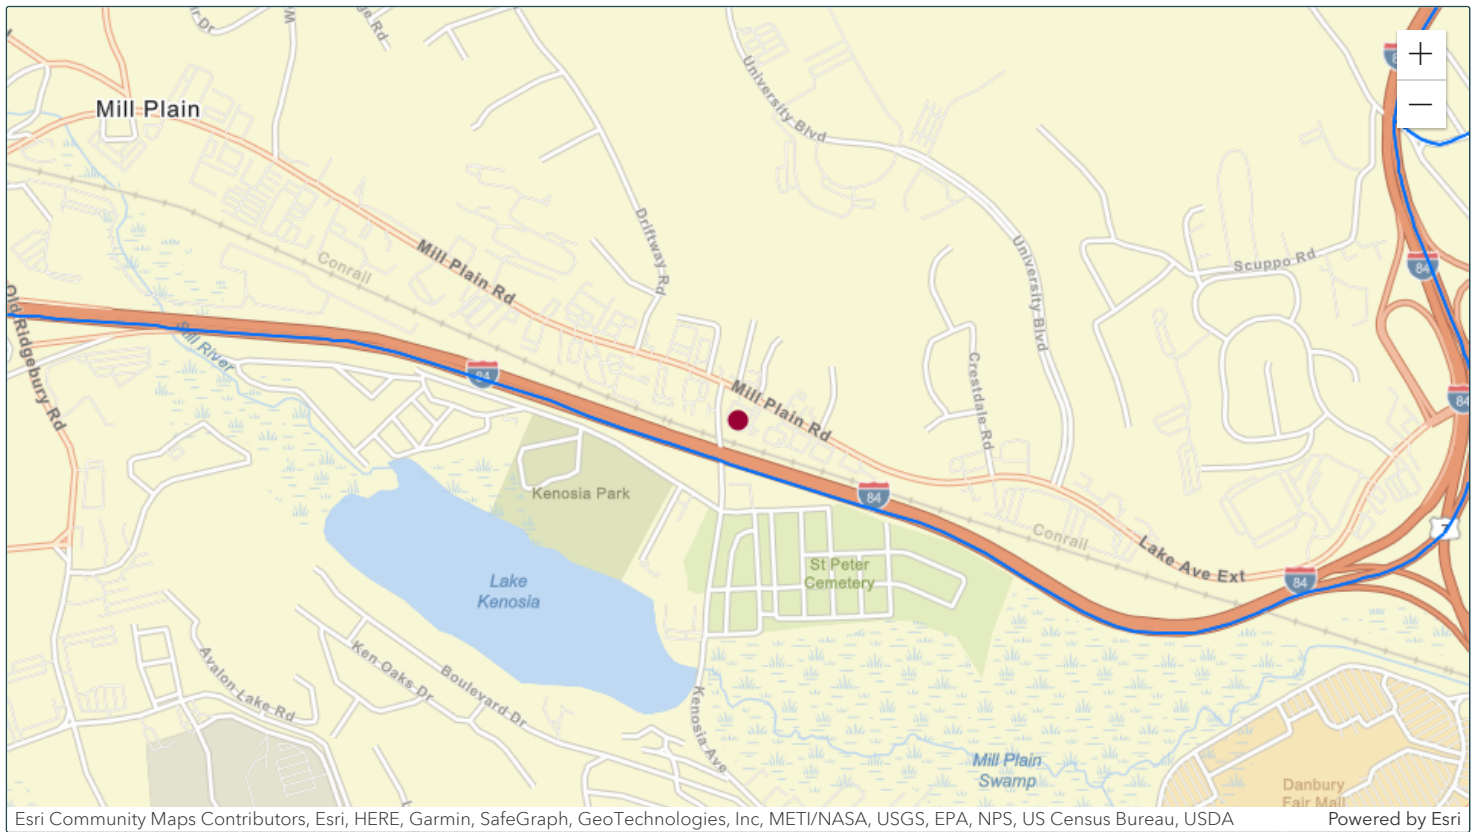 University Blvd
84
Mill Plain
Driftway Rd
Mill Plain Rd
Conrail
University Blvd
Scuppo Rd
84
Old Ridgebury Rd
Still River
84
Crestdale Rd
Mill Plain Rd
84
Kenosia Park
84
Conrail
Lake Ave Ext
7
84
St Peter
Cemetery
Lake
Kenosia
Avalon Lake Rd
Ken Oaks Dr
Boulevard Dr
Kenosia Ave
Mill Plain
Swamp
Danbury
Fair Mall
Esri Community Maps Contributors, Esri, HERE, Garmin, SafeGraph, GeoTechnologies, Inc, METI/NASA, USGS, EPA, NPS, US Census Bureau, USDA
Powered by Esri